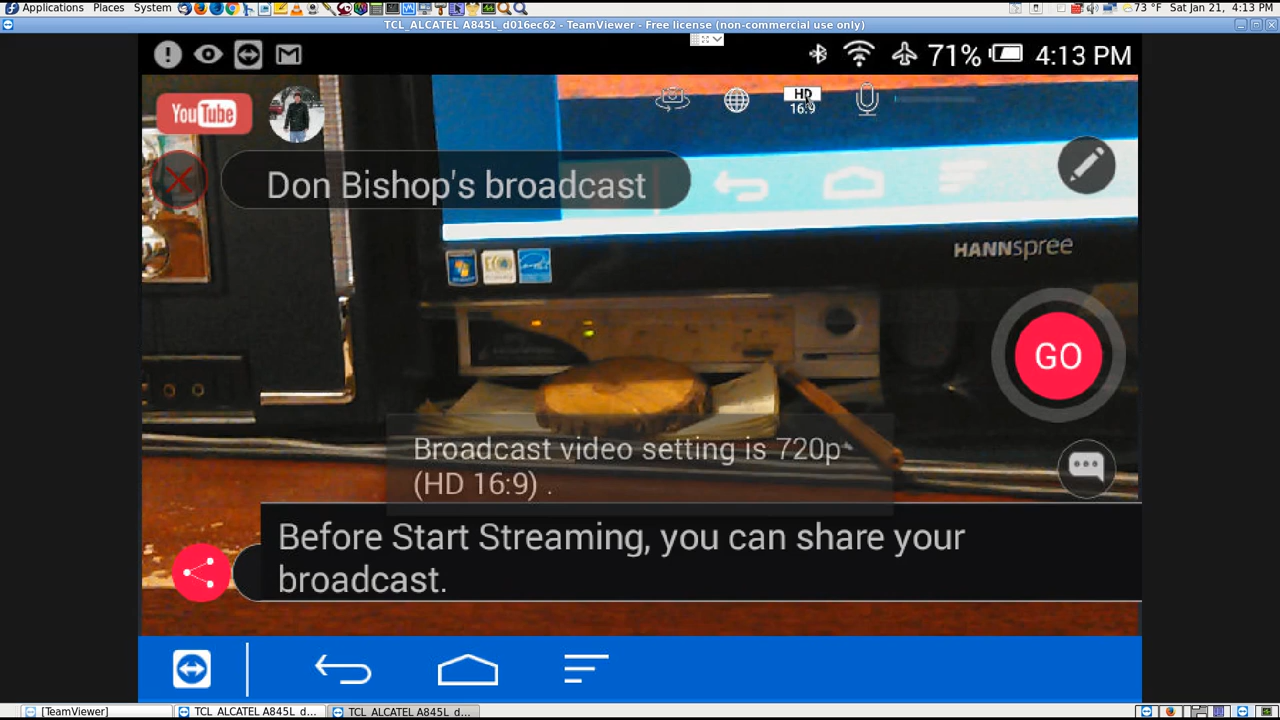 Applications Places System
73 °F Sat Jan 21, 4:13 PM
TCL_ALCATEL A845L_d016ec62 - TeamViewer - Free license (non-commercial use only)
71% 4:13 PM
YouTube
HD
16:9
Don Bishop's broadcast
HANNspree
GO
Broadcast video setting is 720p
(HD 16:9) .
Before Start Streaming, you can share your
broadcast.
[TeamViewer]
TCL_ALCATEL A845L_d...
TCL_ALCATEL A845L_d...